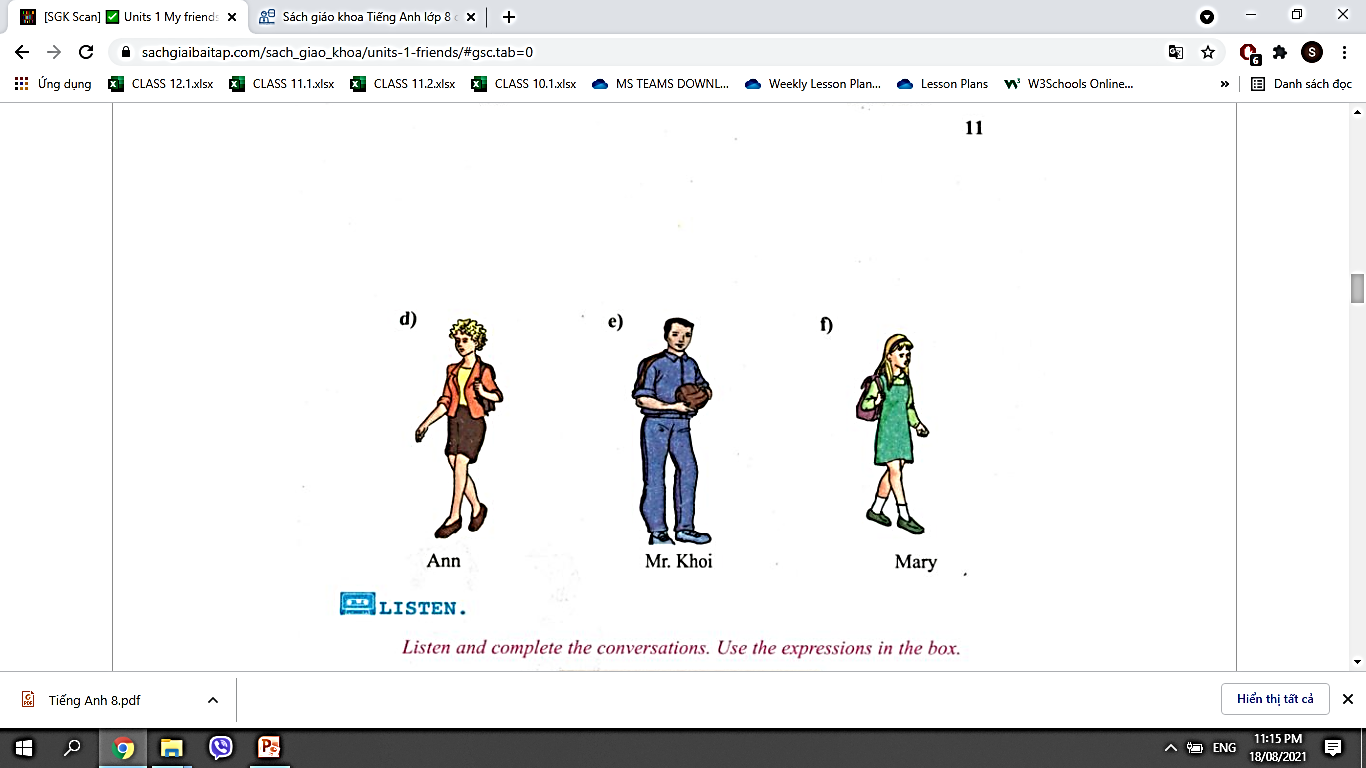 [SGK Scan] ✅ Units 1 My friend
Sách giáo khoa Tiếng Anh lớp 8
sachgiaibaitap.com/sach_giao_khoa/units-1-friends/#gsc.tab=0
S
6
Ứng dụng
CLASS 12.1.xlsx
CLASS 11.1.xlsx
CLASS 11.2.xlsx
CLASS 10.1.xlsx
MS TEAMS DOWNL...
Weekly Lesson Plan...
Lesson Plans
W3Schools Online...
»
Danh sách đọc
11
d)
e)
f)
Ann
Mr. Khoi
Mary
LISTEN.
Listen and complete the conversations. Use the expressions in the box.
Tiếng Anh 8.pdf
Hiển thị tất cả
ENG
11:15 PM
18/08/2021